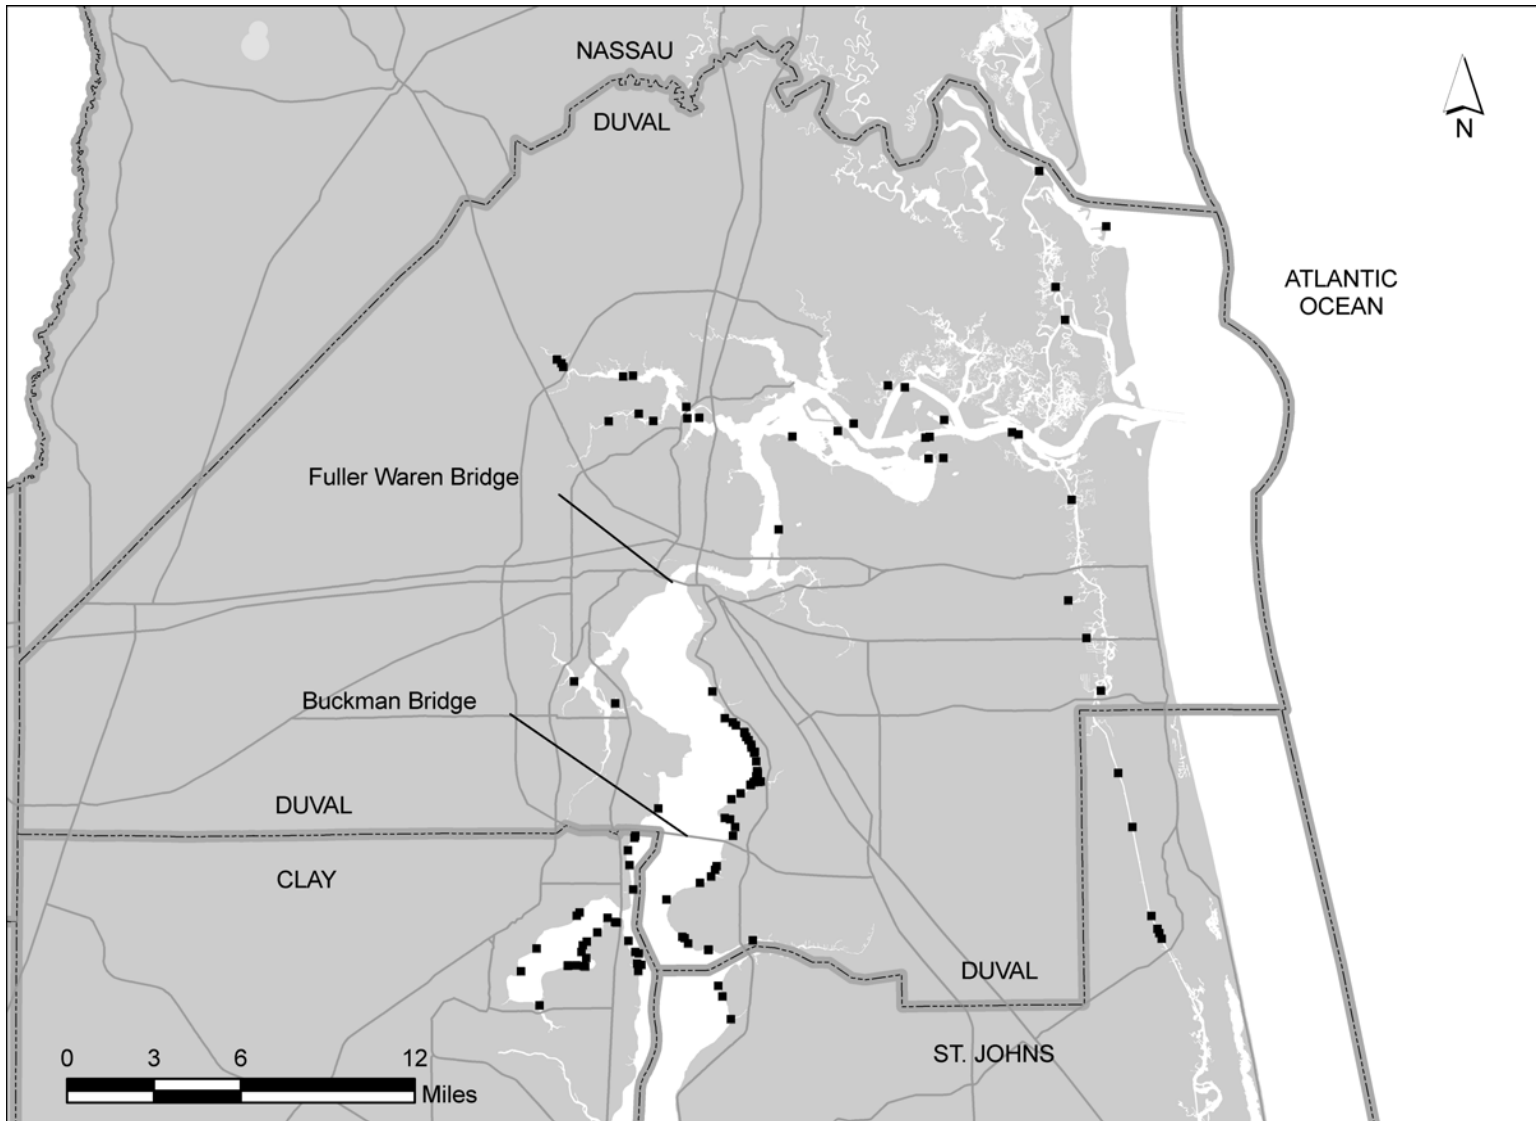 NASSAU
DUVAL
N
ATLANTIC
OCEAN
Fuller Waren Bridge
Buckman Bridge
DUVAL
CLAY
DUVAL
ST. JOHNS
0 3 6 12
Miles